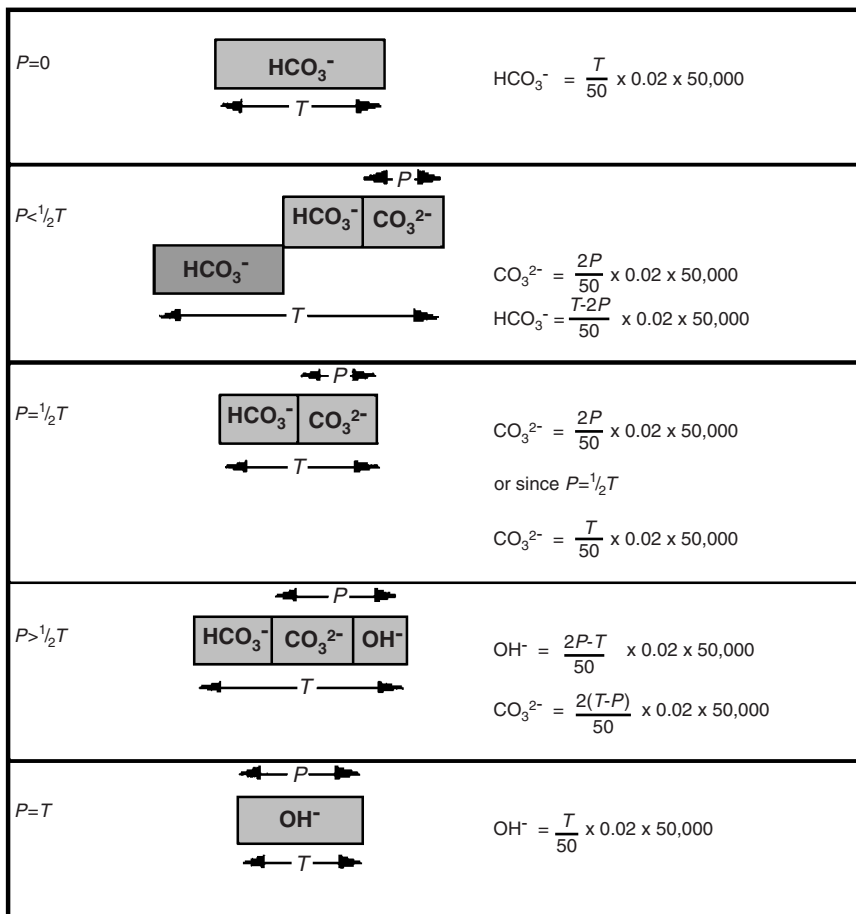 P=0
HCO₃⁻
T
HCO₃⁻ = T/50 x 0.02 x 50,000
P<¹/₂T
P
HCO₃⁻ CO₃²⁻
HCO₃⁻
T
CO₃²⁻ = 2P/50 x 0.02 x 50,000
HCO₃⁻ = T-2P/50 x 0.02 x 50,000
P=¹/₂T
P
HCO₃⁻ CO₃²⁻
T
CO₃²⁻ = 2P/50 x 0.02 x 50,000
or since P=¹/₂T
CO₃²⁻ = T/50 x 0.02 x 50,000
P>¹/₂T
P
HCO₃⁻ CO₃²⁻ OH⁻
T
OH⁻ = 2P-T/50 x 0.02 x 50,000
CO₃²⁻ = 2(T-P)/50 x 0.02 x 50,000
P=T
P
OH⁻
T
OH⁻ = T/50 x 0.02 x 50,000